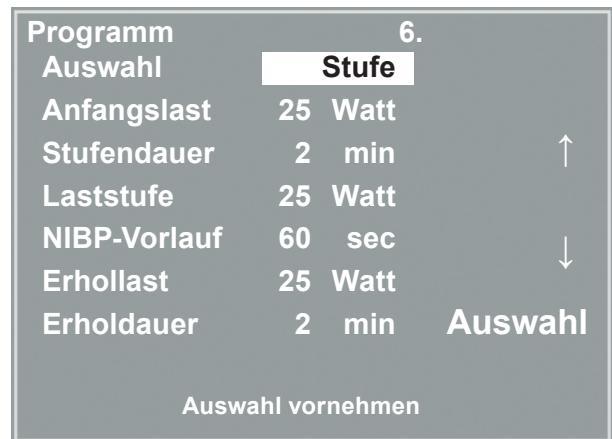 Programm 6.
Auswahl Stufe
Anfangslast 25 Watt
Stufendauer 2 min ↑
Laststufe 25 Watt
NIBP-Vorlauf 60 sec ↓
Erhollast 25 Watt
Erholdauer 2 min Auswahl
Auswahl vornehmen